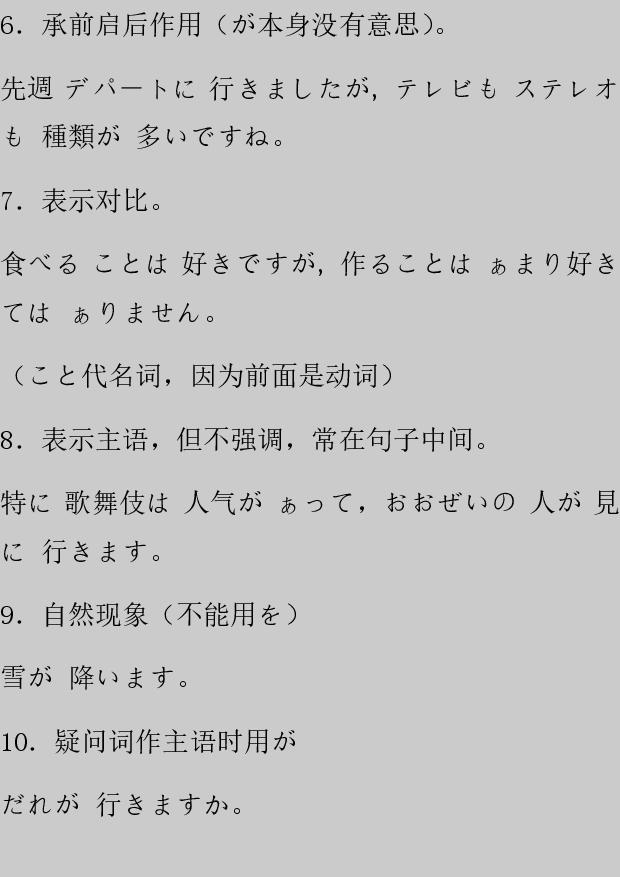 6．承前启后作用（が本身没有意思）。
先週 デパートに 行きましたが, テレビも ステレオ
も 種類が 多いですね。
7．表示对比。
食べる ことは 好きですが, 作ることは ぁまり好き
ては ぁりません。
（こと代名词，因为前面是动词）
8．表示主语，但不强调，常在句子中间。
特に 歌舞伎は 人气が ぁって，おおぜいの 人が 見
に 行きます。
9．自然现象（不能用を）
雪が 降います。
10．疑问词作主语时用が
だれが 行きますか。